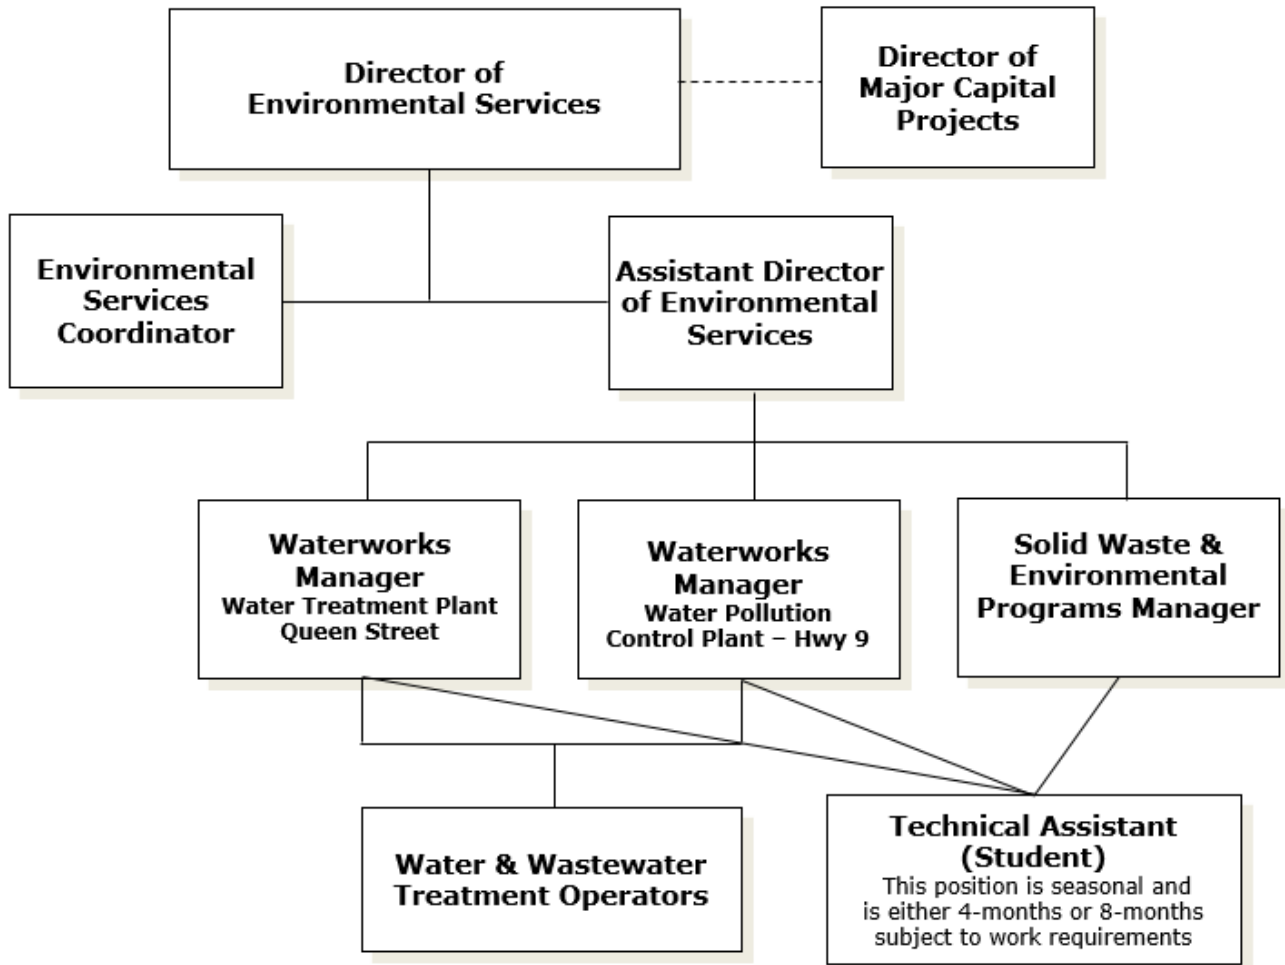 Director of
Environmental Services
Director of
Major Capital
Projects
Environmental
Services
Coordinator
Assistant Director
of Environmental
Services
Waterworks
Manager
Water Treatment Plant
Queen Street
Waterworks
Manager
Water Pollution
Control Plant – Hwy 9
Solid Waste &
Environmental
Programs Manager
Water & Wastewater
Treatment Operators
Technical Assistant
(Student)
This position is seasonal and
is either 4-months or 8-months
subject to work requirements